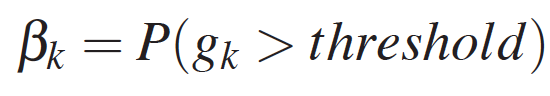 βₖ = P(gₖ > threshold)